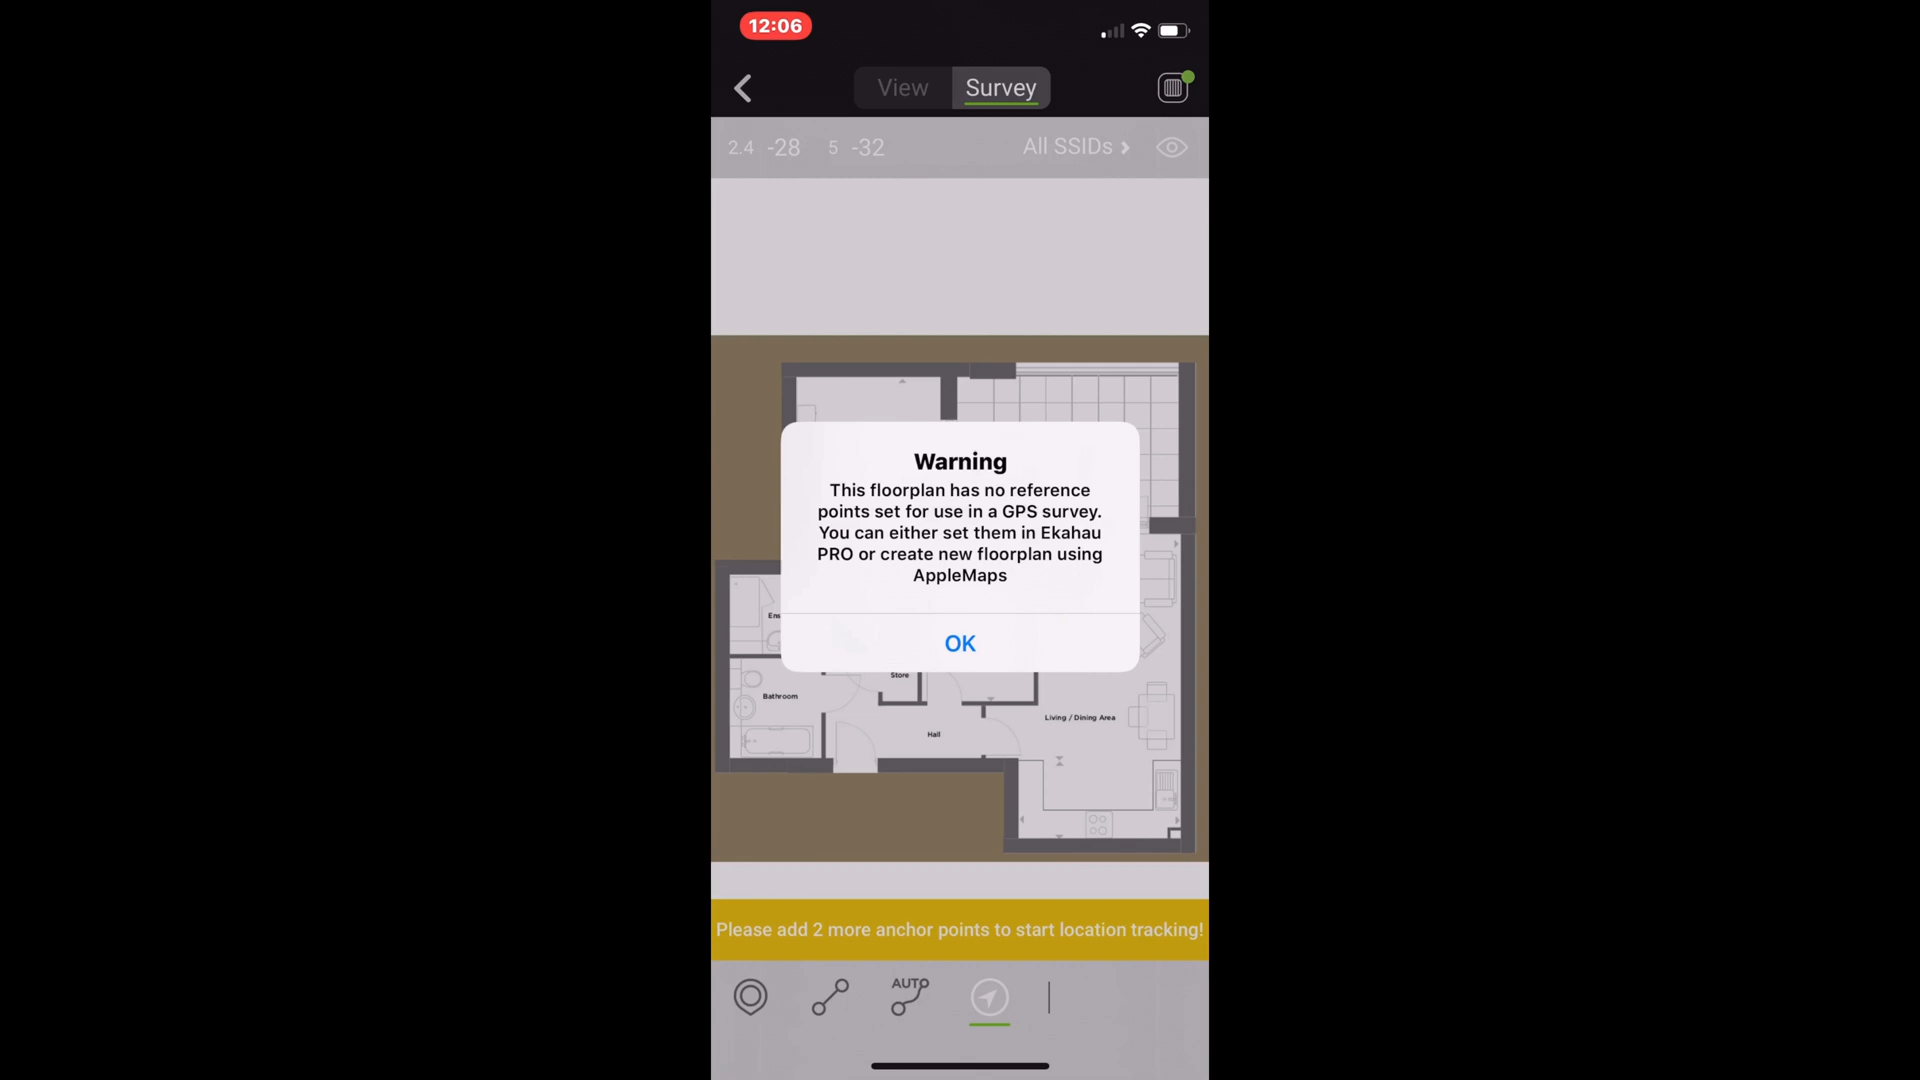 12:06
View Survey
2.4 -28 5 -32 All SSIDs
Warning
This floorplan has no reference
points set for use in a GPS survey.
You can either set them in Ekahau
PRO or create new floorplan using
AppleMaps
OK
Ens
Store
Bathroom
Living / Dining Area
Hall
Please add 2 more anchor points to start location tracking!
AUTO